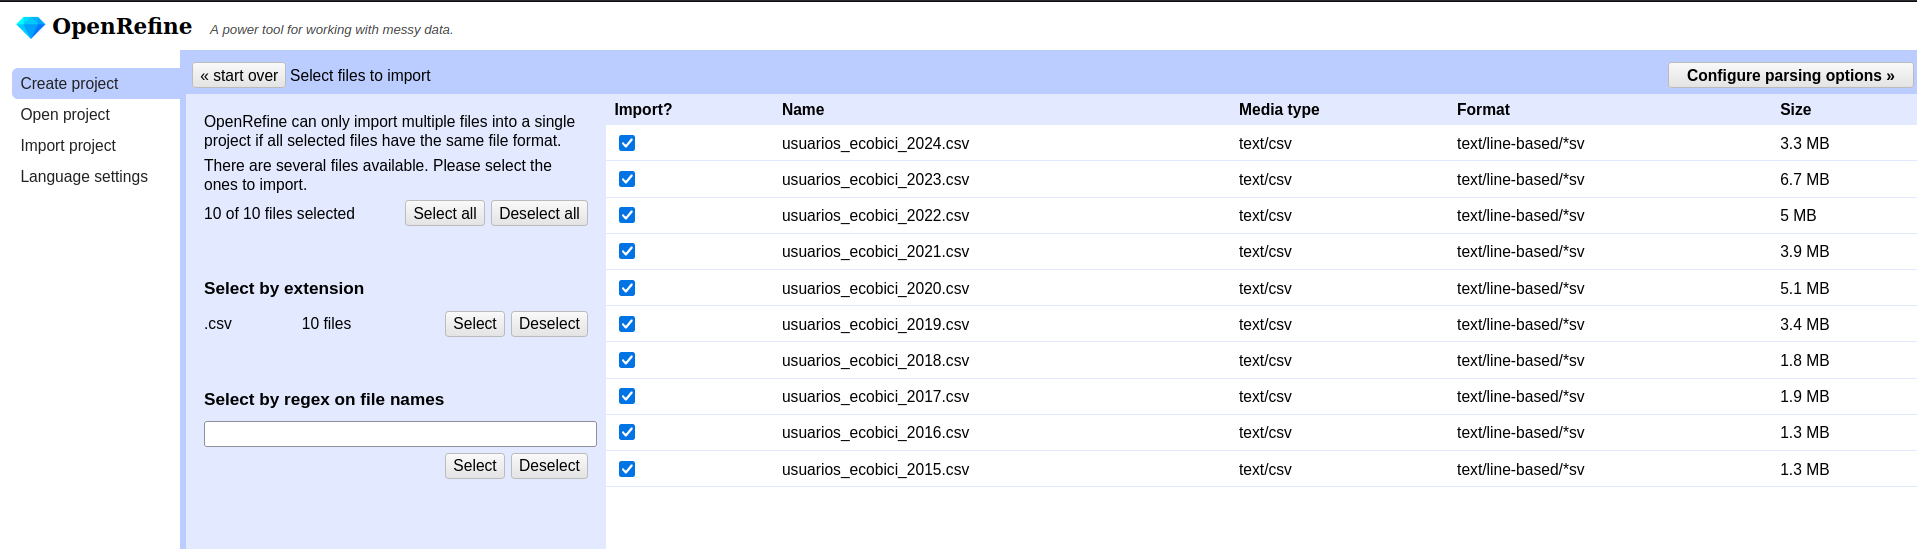 OpenRefine A power tool for working with messy data.
Create project
Open project
Import project
Language settings
« start over Select files to import Configure parsing options »
OpenRefine can only import multiple files into a single
project if all selected files have the same file format.
There are several files available. Please select the
ones to import.
10 of 10 files selected Select all Deselect all
Select by extension
.csv 10 files Select Deselect
Select by regex on file names
Select Deselect
Import? Name Media type Format Size
usuarios_ecobici_2024.csv text/csv text/line-based/*sv 3.3 MB
usuarios_ecobici_2023.csv text/csv text/line-based/*sv 6.7 MB
usuarios_ecobici_2022.csv text/csv text/line-based/*sv 5 MB
usuarios_ecobici_2021.csv text/csv text/line-based/*sv 3.9 MB
usuarios_ecobici_2020.csv text/csv text/line-based/*sv 5.1 MB
usuarios_ecobici_2019.csv text/csv text/line-based/*sv 3.4 MB
usuarios_ecobici_2018.csv text/csv text/line-based/*sv 1.8 MB
usuarios_ecobici_2017.csv text/csv text/line-based/*sv 1.9 MB
usuarios_ecobici_2016.csv text/csv text/line-based/*sv 1.3 MB
usuarios_ecobici_2015.csv text/csv text/line-based/*sv 1.3 MB